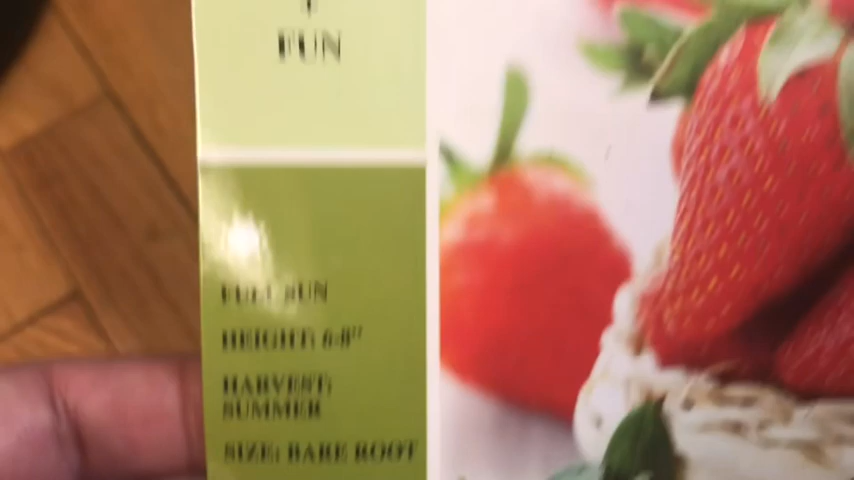 FUN
FULL SUN
HEIGHT: 6-8"
HARVEST:
SUMMER
SIZE: BARE ROOT